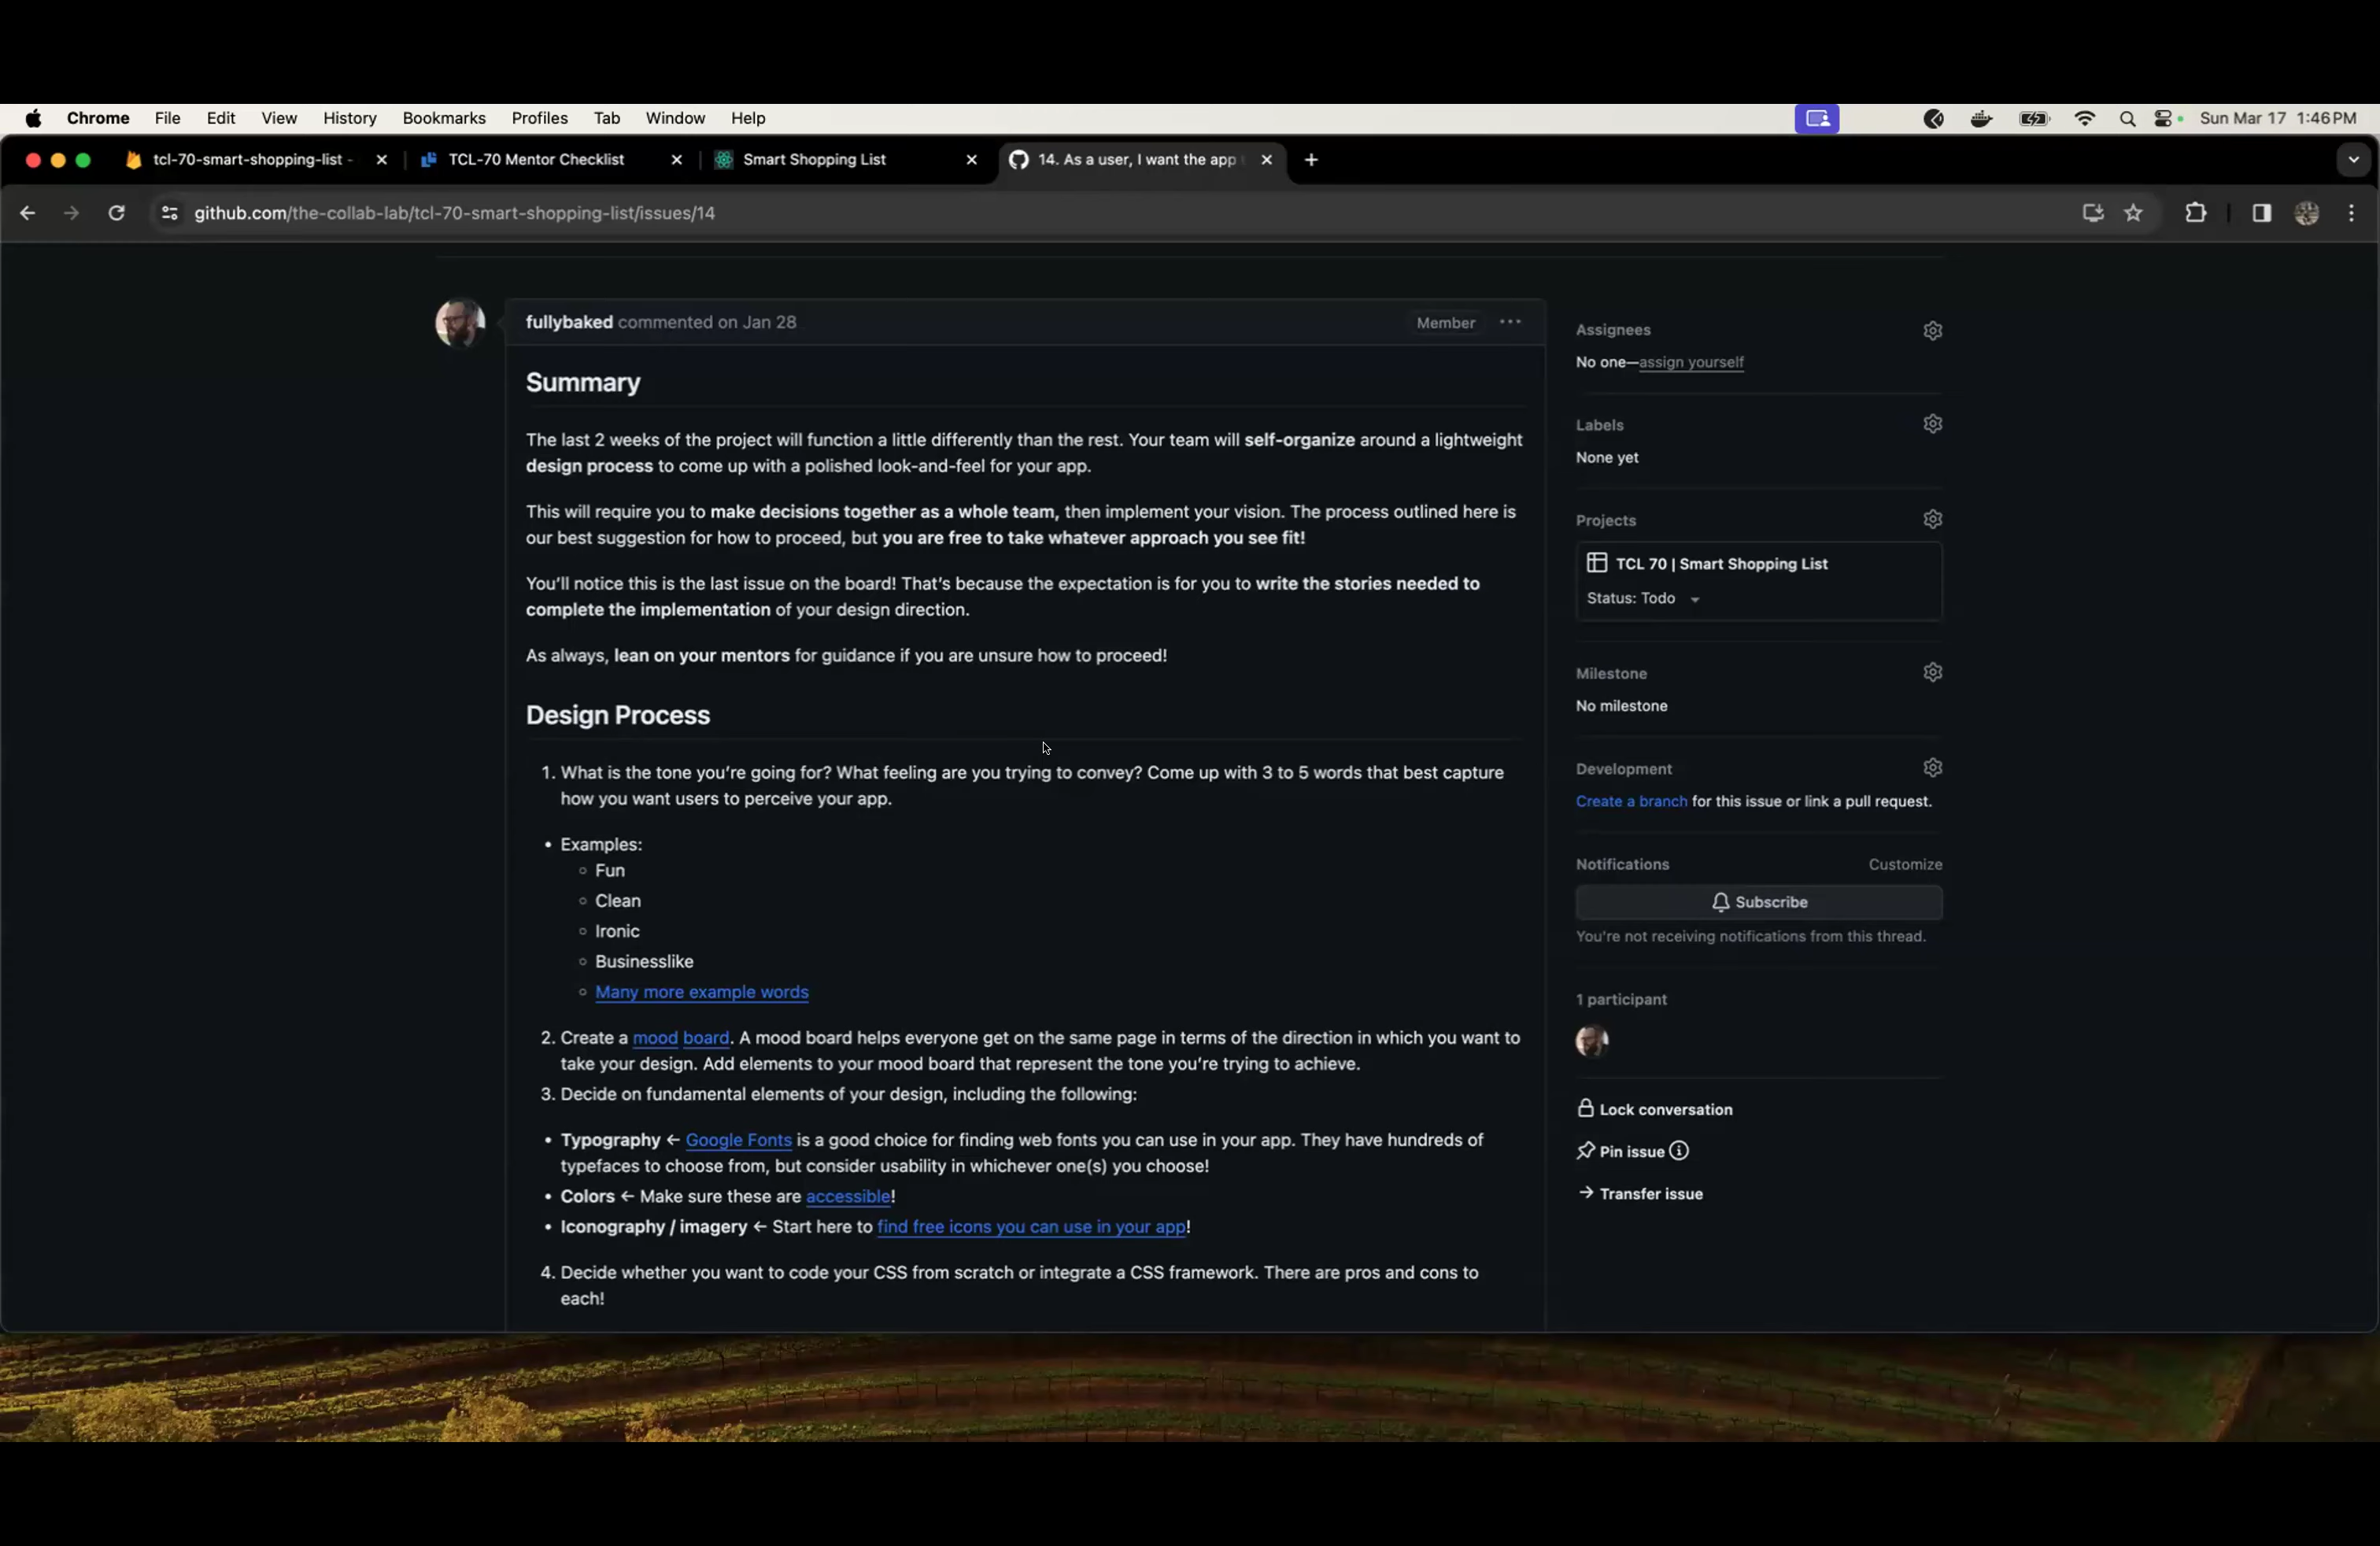 Chrome File Edit View History Bookmarks Profiles Tab Window Help Sun Mar 17 1:46 PM
tcl-70-smart-shopping-list - TCL-70 Mentor Checklist Smart Shopping List 14. As a user, I want the app
github.com/the-collab-lab/tcl-70-smart-shopping-list/issues/14
fullybaked commented on Jan 28 Member
Summary
The last 2 weeks of the project will function a little differently than the rest. Your team will self-organize around a lightweight
design process to come up with a polished look-and-feel for your app.
This will require you to make decisions together as a whole team, then implement your vision. The process outlined here is
our best suggestion for how to proceed, but you are free to take whatever approach you see fit!
You'll notice this is the last issue on the board! That's because the expectation is for you to write the stories needed to
complete the implementation of your design direction.
As always, lean on your mentors for guidance if you are unsure how to proceed!
Design Process
1. What is the tone you're going for? What feeling are you trying to convey? Come up with 3 to 5 words that best capture
how you want users to perceive your app.
• Examples:
◦ Fun
◦ Clean
◦ Ironic
◦ Businesslike
◦ Many more example words
2. Create a mood board. A mood board helps everyone get on the same page in terms of the direction in which you want to
take your design. Add elements to your mood board that represent the tone you're trying to achieve.
3. Decide on fundamental elements of your design, including the following:
• Typography ← Google Fonts is a good choice for finding web fonts you can use in your app. They have hundreds of
typefaces to choose from, but consider usability in whichever one(s) you choose!
• Colors ← Make sure these are accessible!
• Iconography / imagery ← Start here to find free icons you can use in your app!
4. Decide whether you want to code your CSS from scratch or integrate a CSS framework. There are pros and cons to
each!
Assignees
No one—assign yourself
Labels
None yet
Projects
TCL 70 | Smart Shopping List
Status: Todo
Milestone
No milestone
Development
Create a branch for this issue or link a pull request.
Notifications Customize
Subscribe
You're not receiving notifications from this thread.
1 participant
Lock conversation
Pin issue
Transfer issue